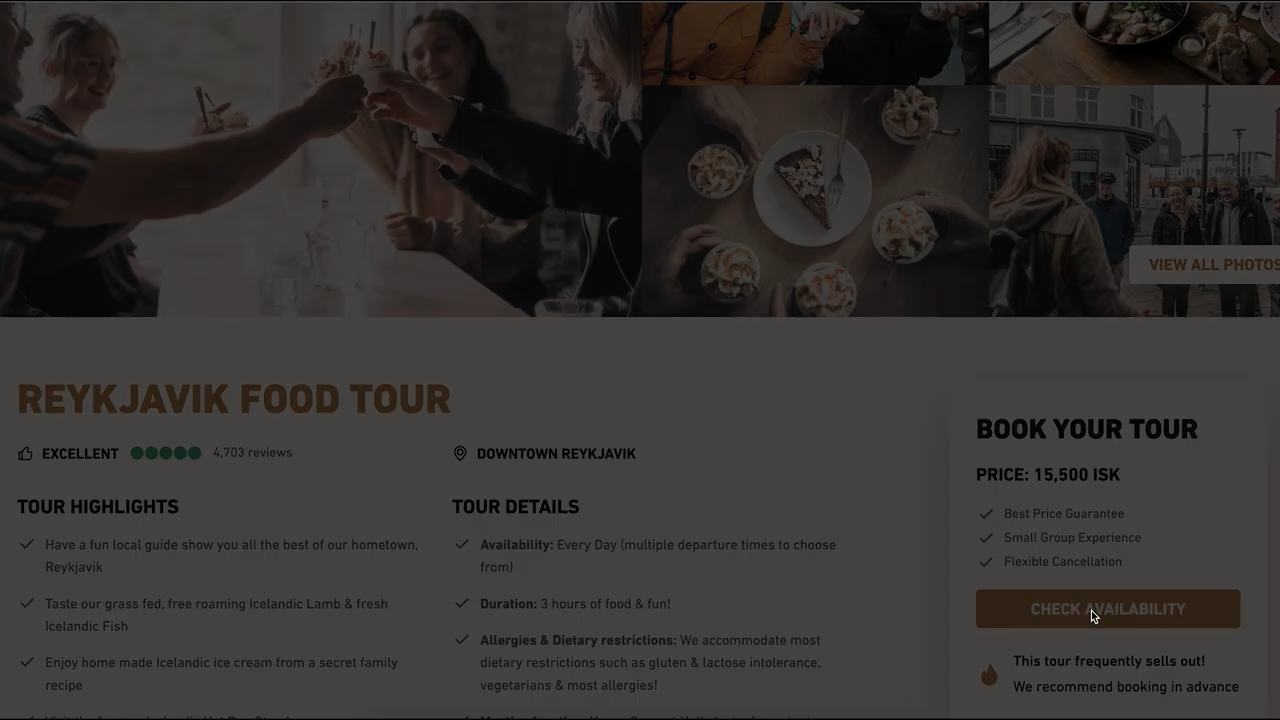 VIEW ALL PHOTOS
REYKJAVIK FOOD TOUR
EXCELLENT 4,703 reviews
DOWNTOWN REYKJAVIK
TOUR HIGHLIGHTS
Have a fun local guide show you all the best of our hometown,
Reykjavik
Taste our grass fed, free roaming Icelandic Lamb & fresh
Icelandic Fish
Enjoy home made Icelandic ice cream from a secret family
recipe
TOUR DETAILS
Availability: Every Day (multiple departure times to choose
from)
Duration: 3 hours of food & fun!
Allergies & Dietary restrictions: We accommodate most
dietary restrictions such as gluten & lactose intolerance,
vegetarians & most allergies!
BOOK YOUR TOUR
PRICE: 15,500 ISK
Best Price Guarantee
Small Group Experience
Flexible Cancellation
CHECK AVAILABILITY
This tour frequently sells out!
We recommend booking in advance